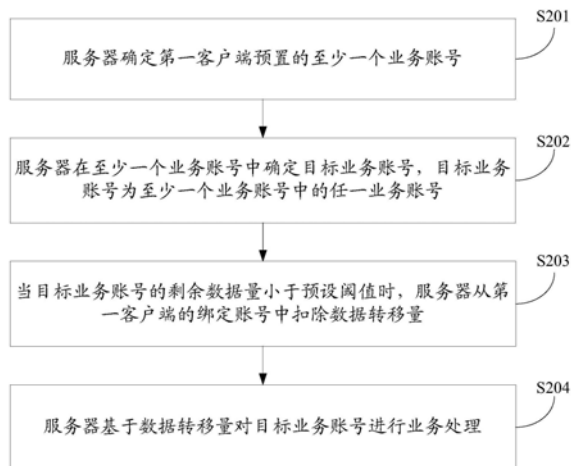 S201
服务器确定第一客户端预置的至少一个业务账号
S202
服务器在至少一个业务账号中确定目标业务账号，目标业务
账号为至少一个业务账号中的任一业务账号
S203
当目标业务账号的剩余数据量小于预设阈值时，服务器从第
一客户端的绑定账号中扣除数据转移量
S204
服务器基于数据转移量对目标业务账号进行业务处理